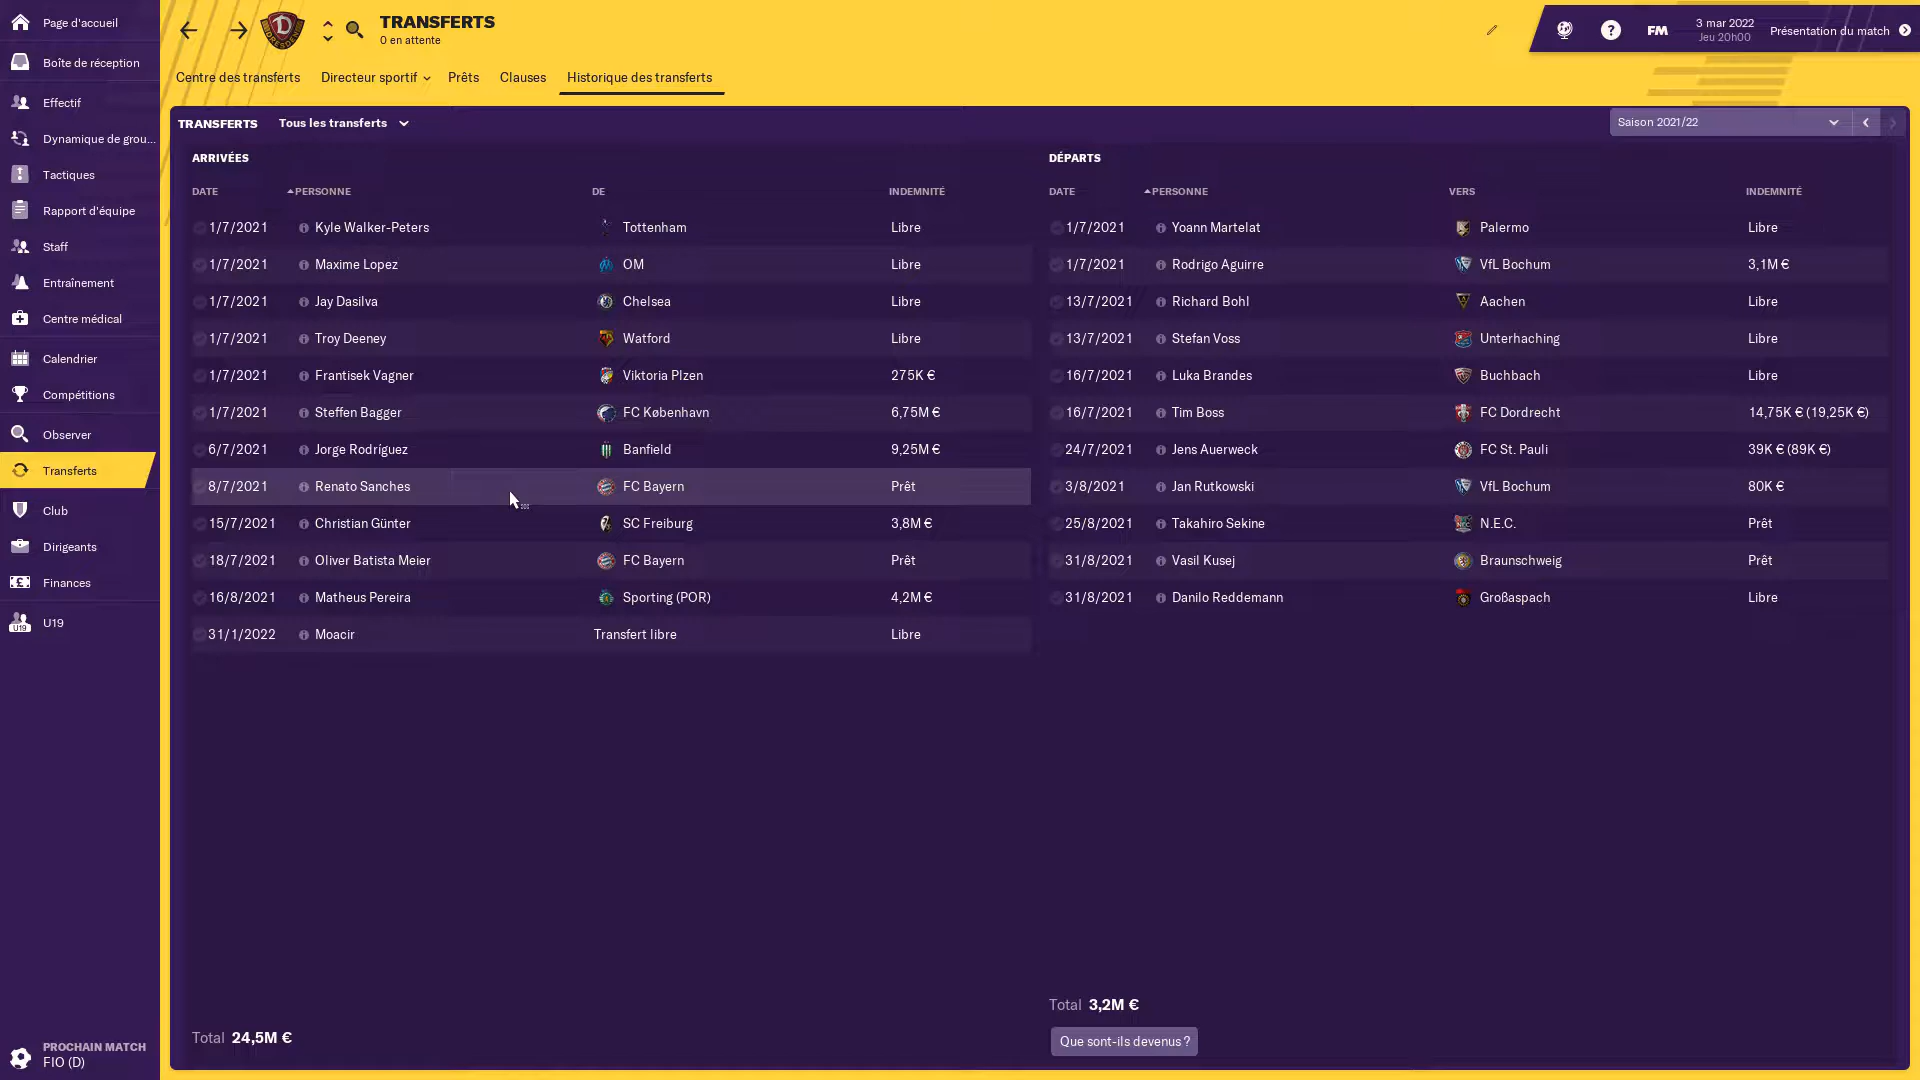 Page d'accueil
Boîte de réception
Effectif
Dynamique de grou...
Tactiques
Rapport d'équipe
Staff
Entraînement
Centre médical
Calendrier
Compétitions
Observer
Transferts
Club
Dirigeants
Finances
U19
U19
PROCHAIN MATCH
FIO (D)
TRANSFERTS
0 en attente
FM
3 mar 2022
Jeu 20h00
Présentation du match
Centre des transferts Directeur sportif Prêts Clauses Historique des transferts
TRANSFERTS Tous les transferts
Saison 2021/22
ARRIVÉES
DATE PERSONNE DE INDEMNITÉ
1/7/2021 Kyle Walker-Peters Tottenham Libre
1/7/2021 Maxime Lopez OM Libre
1/7/2021 Jay Dasilva Chelsea Libre
1/7/2021 Troy Deeney Watford Libre
1/7/2021 Frantisek Vagner Viktoria Plzen 275K €
1/7/2021 Steffen Bagger FC København 6,75M €
6/7/2021 Jorge Rodríguez Banfield 9,25M €
8/7/2021 Renato Sanches FC Bayern Prêt
15/7/2021 Christian Günter SC Freiburg 3,8M €
18/7/2021 Oliver Batista Meier FC Bayern Prêt
16/8/2021 Matheus Pereira Sporting (POR) 4,2M €
31/1/2022 Moacir Transfert libre Libre
Total 24,5M €
DÉPARTS
DATE PERSONNE VERS INDEMNITÉ
1/7/2021 Yoann Martelat Palermo Libre
1/7/2021 Rodrigo Aguirre VfL Bochum 3,1M €
13/7/2021 Richard Bohl Aachen Libre
13/7/2021 Stefan Voss Unterhaching Libre
16/7/2021 Luka Brandes Buchbach Libre
16/7/2021 Tim Boss FC Dordrecht 14,75K € (19,25K €)
24/7/2021 Jens Auerweck FC St. Pauli 39K € (89K €)
3/8/2021 Jan Rutkowski VfL Bochum 80K €
25/8/2021 Takahiro Sekine N.E.C. Prêt
31/8/2021 Vasil Kusej Braunschweig Prêt
31/8/2021 Danilo Reddemann Großaspach Libre
Total 3,2M €
Que sont-ils devenus ?